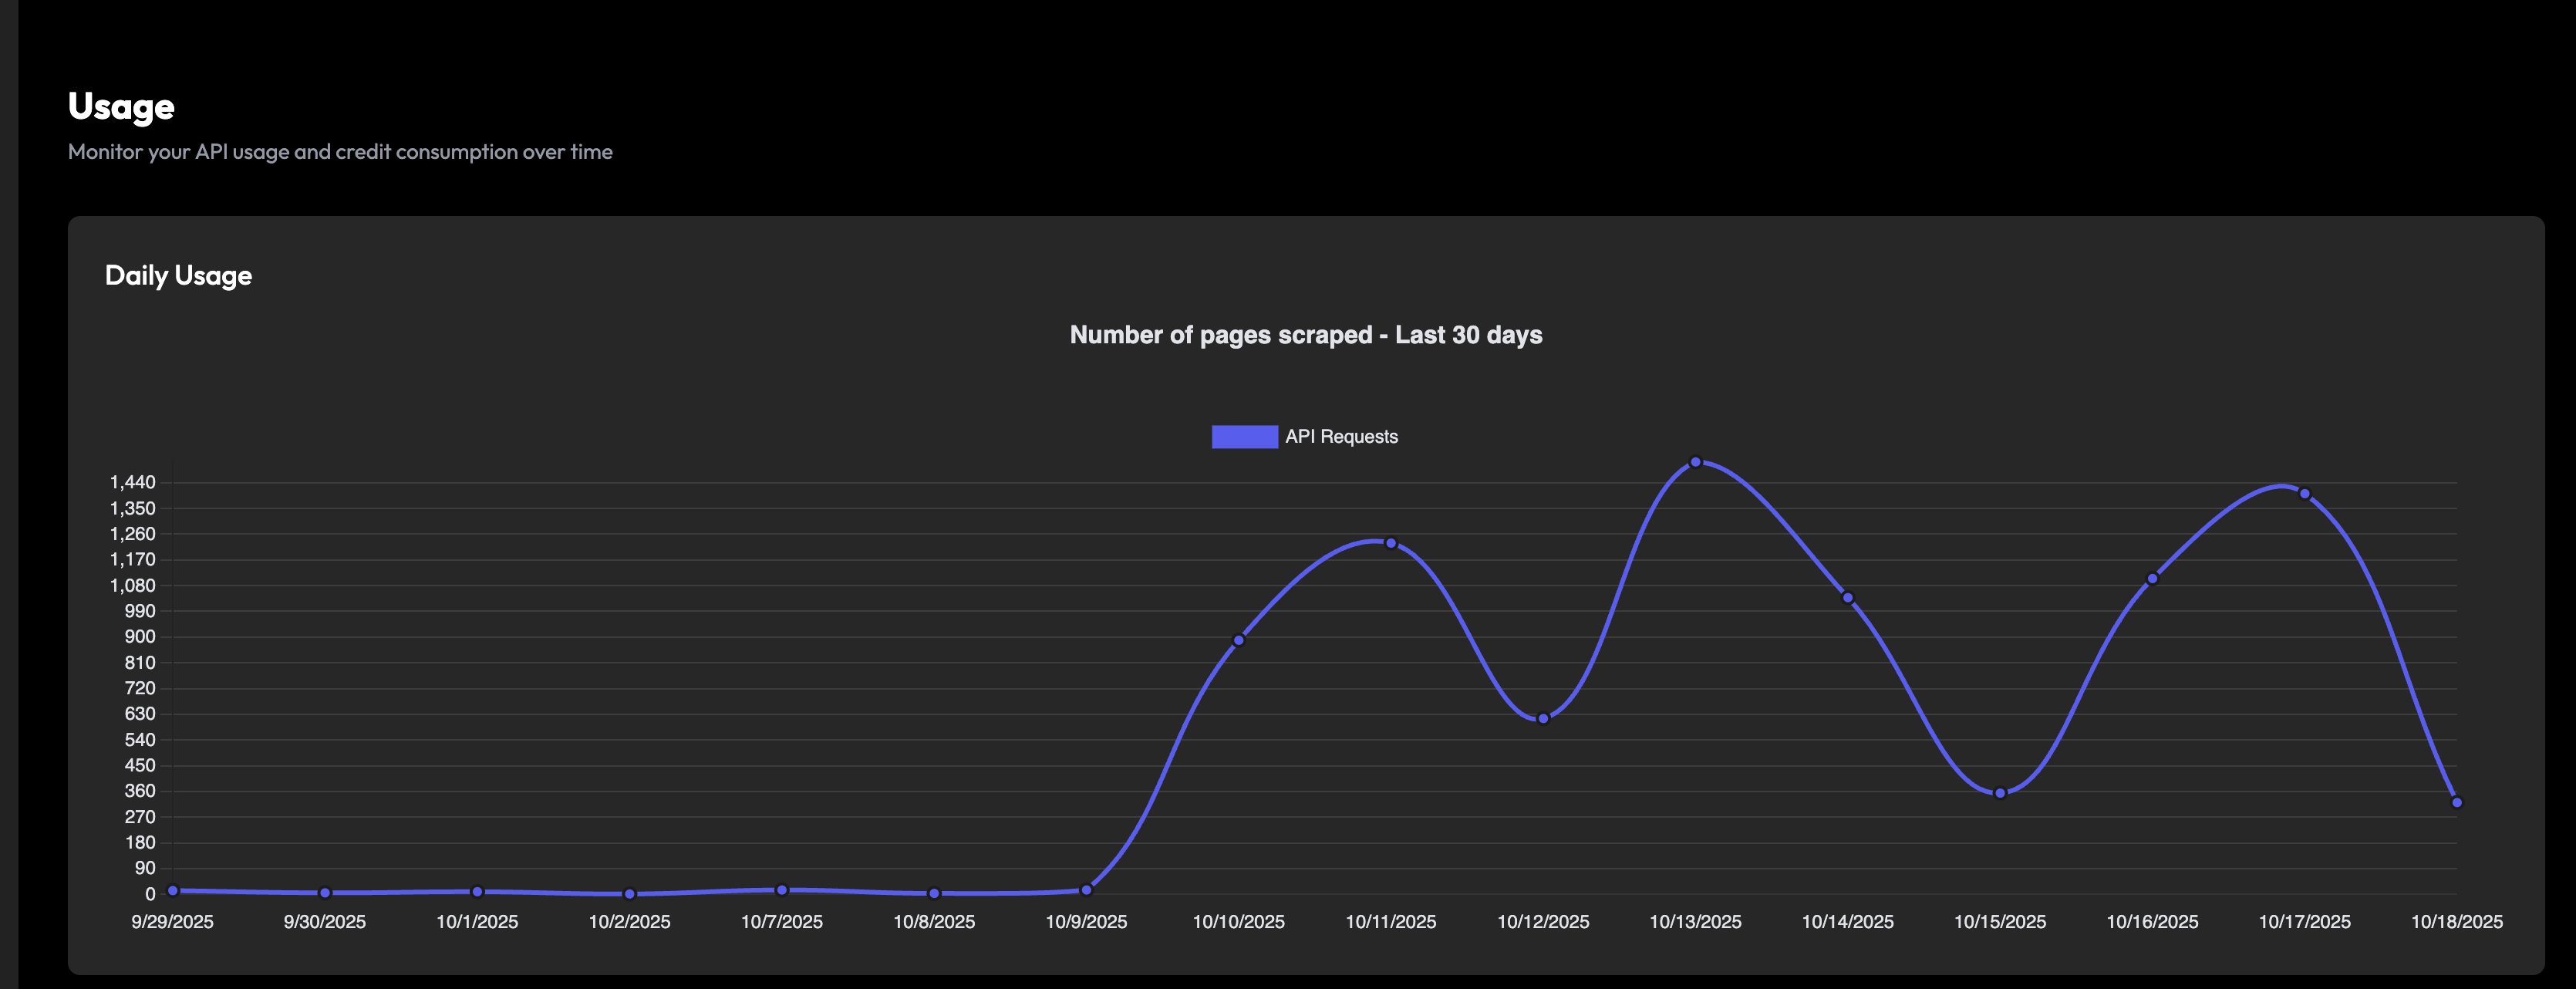 Usage
Monitor your API usage and credit consumption over time
Daily Usage
Number of pages scraped - Last 30 days
API Requests
1,440
1,350
1,260
1,170
1,080
990
900
810
720
630
540
450
360
270
180
90
0
9/29/2025 9/30/2025 10/1/2025 10/2/2025 10/7/2025 10/8/2025 10/9/2025 10/10/2025 10/11/2025 10/12/2025 10/13/2025 10/14/2025 10/15/2025 10/16/2025 10/17/2025 10/18/2025